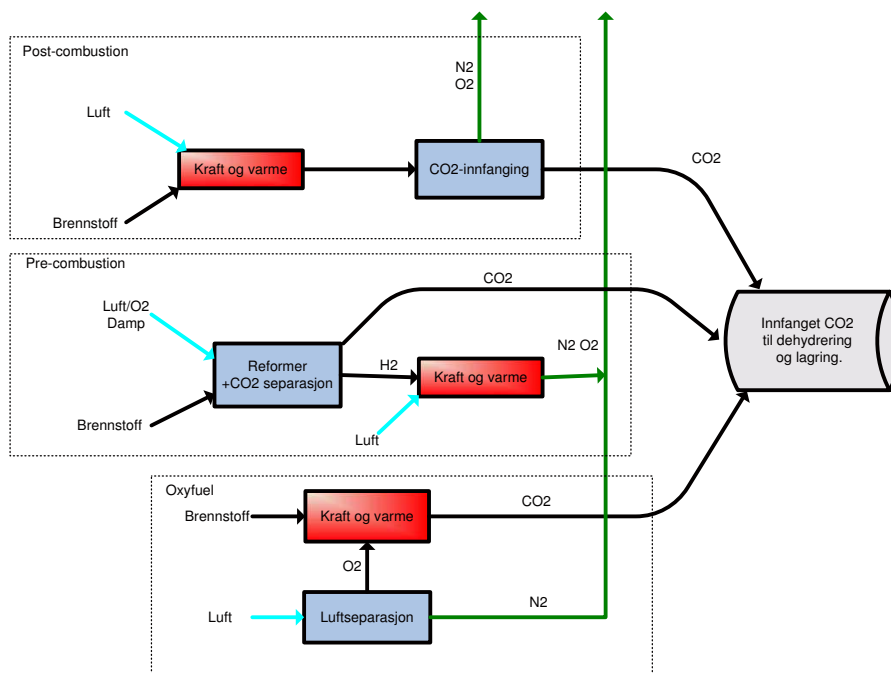 Post-combustion
N2
O2
Luft
Kraft og varme
CO2-innfanging
CO2
Brennstoff
Pre-combustion
CO2
Luft/O2
Damp
Reformer
+CO2 separasjon
H2
Kraft og varme
N2 O2
Brennstoff
Luft
Innfanget CO2
til dehydrering
og lagring.
Oxyfuel
Brennstoff
Kraft og varme
CO2
O2
Luft
Luftseparasjon
N2